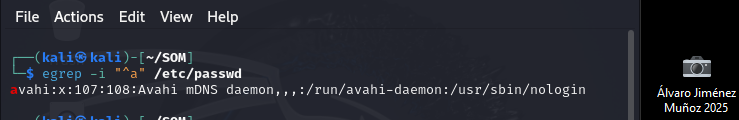 File Actions Edit View Help
┌──(kali㉿kali)-[~/SOM]
└─$ egrep -i "^a" /etc/passwd
avahi:x:107:108:Avahi mDNS daemon,,,:/run/avahi-daemon:/usr/sbin/nologin
┌──(kali㉿kali)-[~/SOM]
Álvaro Jiménez
Muñoz 2025